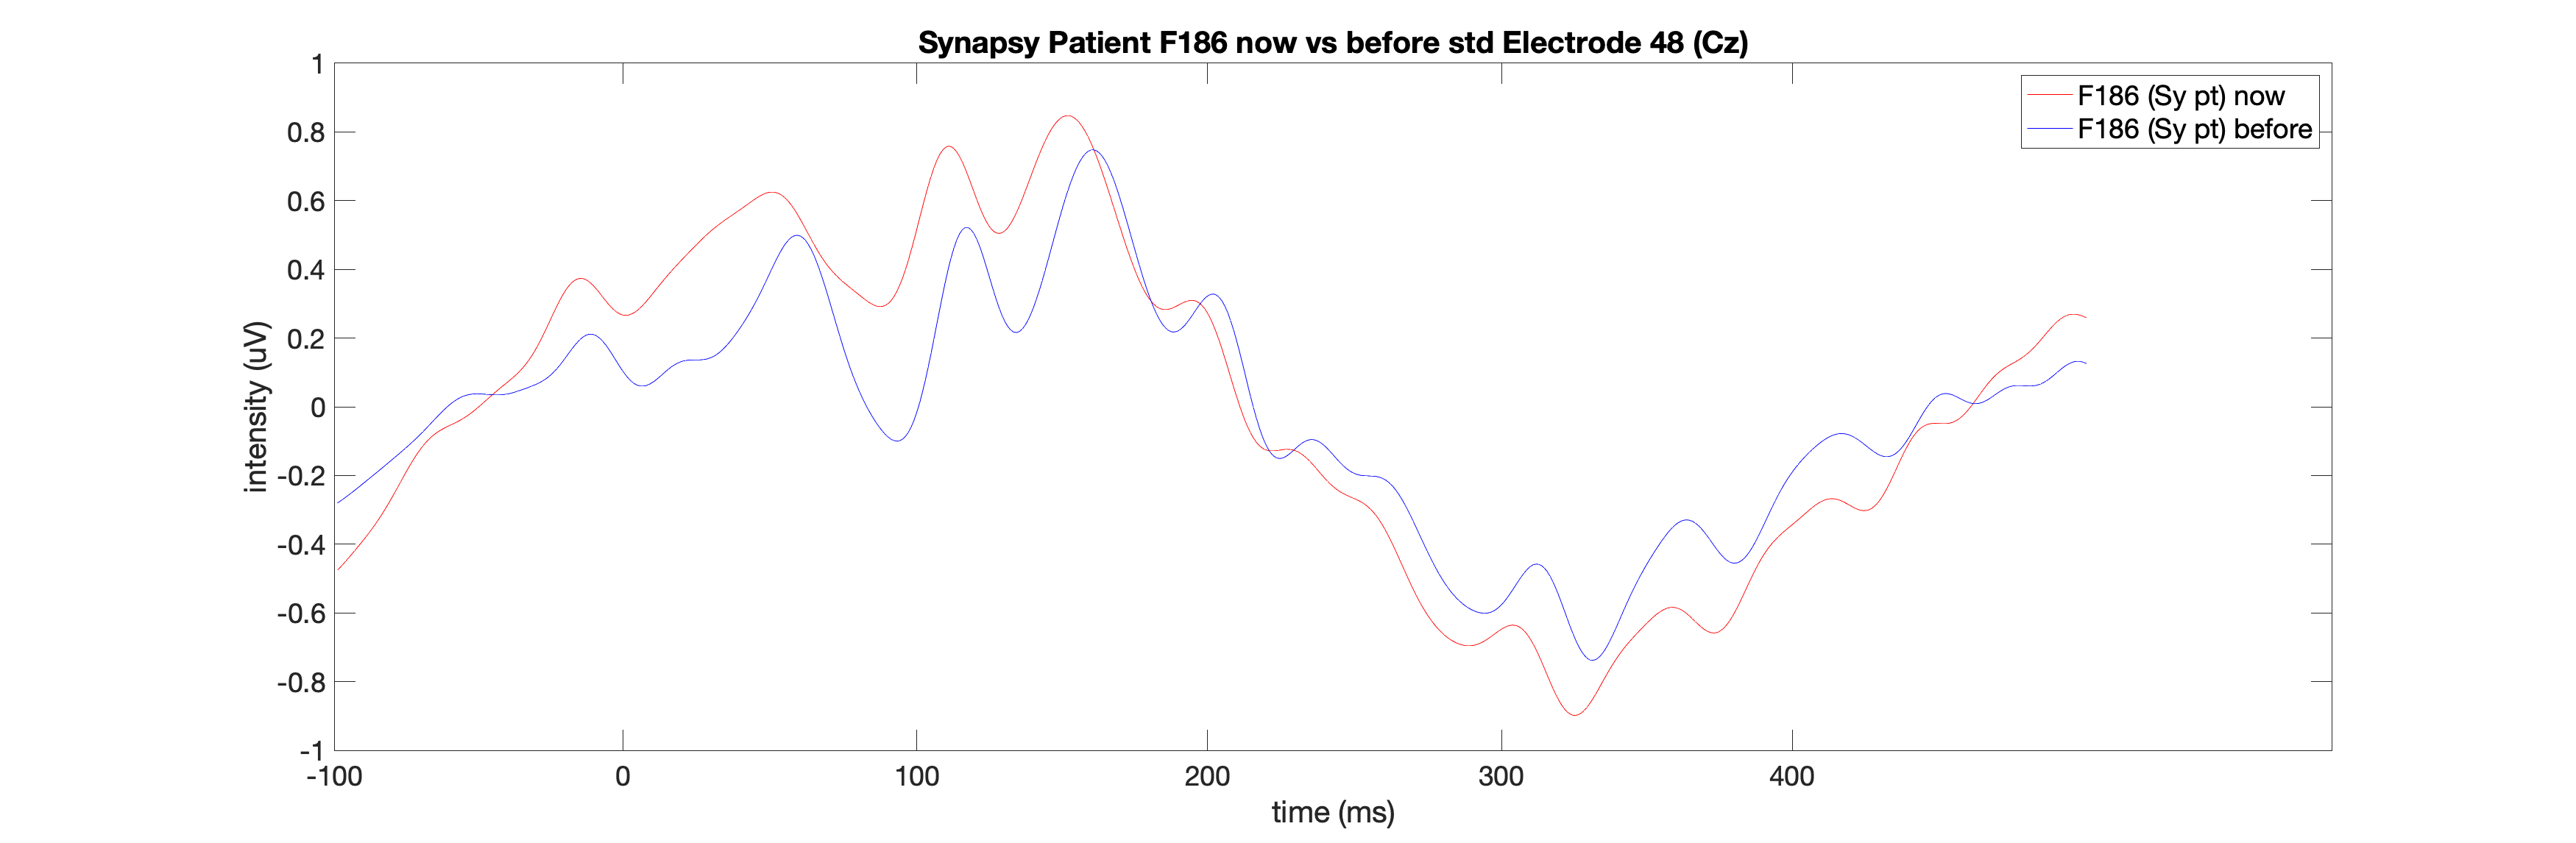 Synapsy Patient F186 now vs before std Electrode 48 (Cz)
F186 (Sy pt) now
F186 (Sy pt) before
intensity (uV)
1
0.8
0.6
0.4
0.2
0
-0.2
-0.4
-0.6
-0.8
-1
-100 0 100 200 300 400
time (ms)